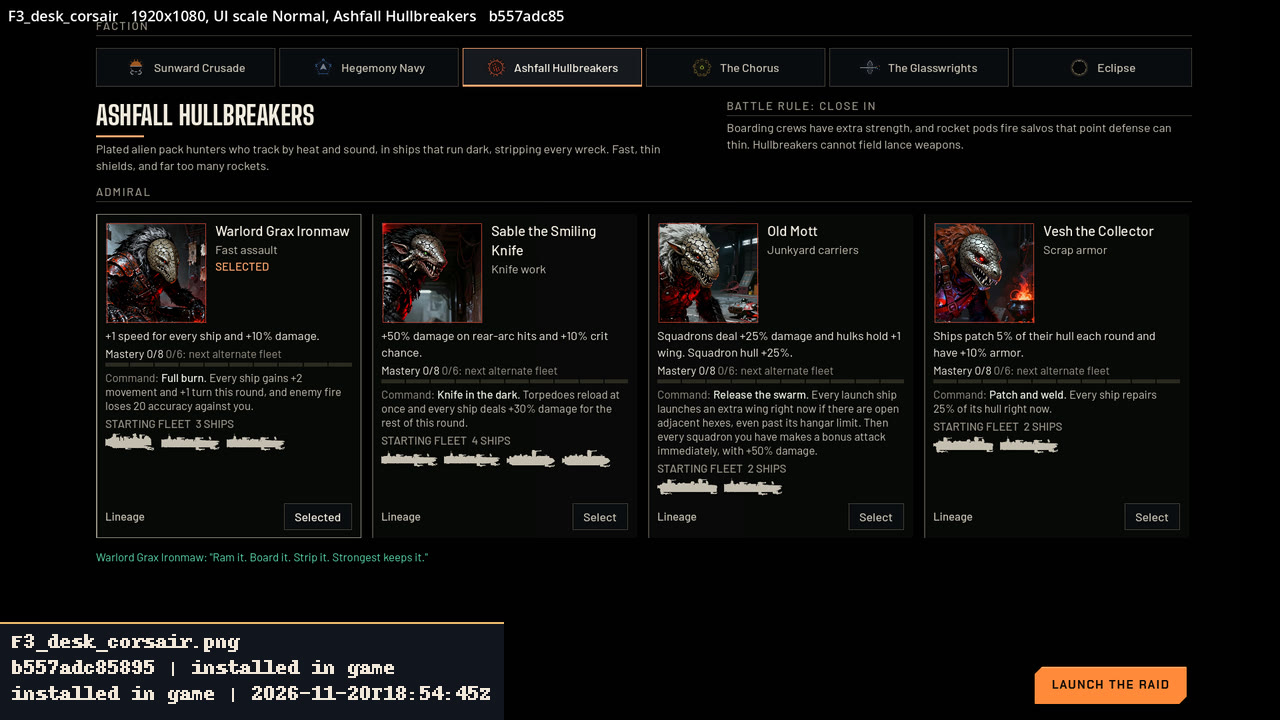 F3_desk_corsair 1920x1080, UI scale Normal, Ashfall Hullbreakers b557adc85
FACTION
Sunward Crusade
Hegemony Navy
Ashfall Hullbreakers
The Chorus
The Glasswrights
Eclipse
ASHFALL HULLBREAKERS
Plated alien pack hunters who track by heat and sound, in ships that run dark, stripping every wreck. Fast, thin
shields, and far too many rockets.
BATTLE RULE: CLOSE IN
Boarding crews have extra strength, and rocket pods fire salvos that point defense can
thin. Hullbreakers cannot field lance weapons.
ADMIRAL
Warlord Grax Ironmaw
Fast assault
SELECTED
+1 speed for every ship and +10% damage.
Mastery 0/8 0/6: next alternate fleet
Command: Full burn. Every ship gains +2
movement and +1 turn this round, and enemy fire
loses 20 accuracy against you.
STARTING FLEET 3 SHIPS
Lineage
Selected
Sable the Smiling
Knife
Knife work
+50% damage on rear-arc hits and +10% crit
chance.
Mastery 0/8 0/6: next alternate fleet
Command: Knife in the dark. Torpedoes reload at
once and every ship deals +30% damage for the
rest of this round.
STARTING FLEET 4 SHIPS
Lineage
Select
Old Mott
Junkyard carriers
Squadrons deal +25% damage and hulks hold +1
wing. Squadron hull +25%.
Mastery 0/8 0/6: next alternate fleet
Command: Release the swarm. Every launch ship
launches an extra wing right now if there are open
adjacent hexes, even past its hangar limit. Then
every squadron you have makes a bonus attack
immediately, with +50% damage.
STARTING FLEET 2 SHIPS
Lineage
Select
Vesh the Collector
Scrap armor
Ships patch 5% of their hull each round and
have +10% armor.
Mastery 0/8 0/6: next alternate fleet
Command: Patch and weld. Every ship repairs
25% of its hull right now.
STARTING FLEET 2 SHIPS
Lineage
Select
Warlord Grax Ironmaw: "Ram it. Board it. Strip it. Strongest keeps it."
F3_desk_corsair.png
b557adc85895 | installed in game
installed in game | 2026-11-20T18:54:45Z
LAUNCH THE RAID